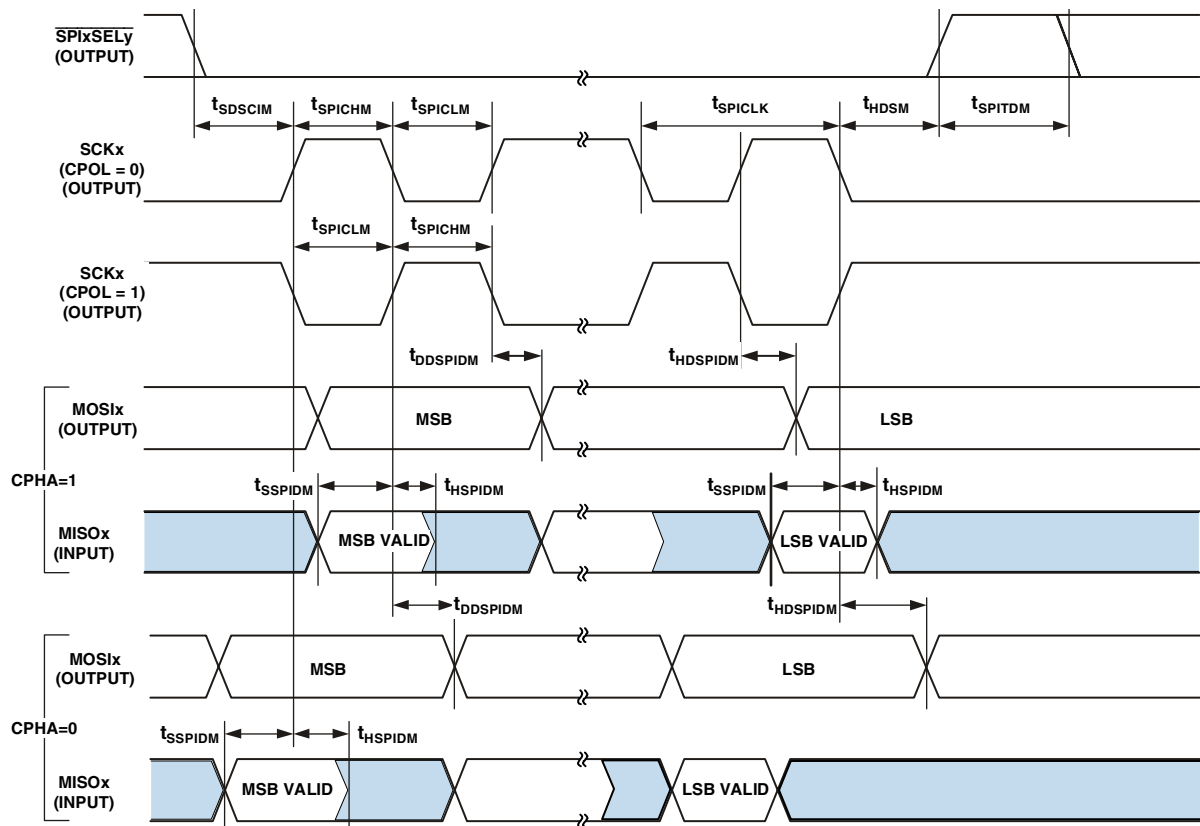 SPIxSELy
(OUTPUT)
tSDSCIM tSPICHM tSPICLM tSPICLK tHDSM tSPITDM
SCKx
(CPOL = 0)
(OUTPUT)
tSPICLM tSPICHM
SCKx
(CPOL = 1)
(OUTPUT)
tDDSPIDM tHDSPIDM
MOSIx
(OUTPUT)
MSB LSB
CPHA=1
tSSPIDM tHSPIDM tSSPIDM tHSPIDM
MISOx
(INPUT)
MSB VALID LSB VALID
tDDSPIDM tHDSPIDM
MOSIx
(OUTPUT)
MSB LSB
CPHA=0
tSSPIDM tHSPIDM
MISOx
(INPUT)
MSB VALID LSB VALID